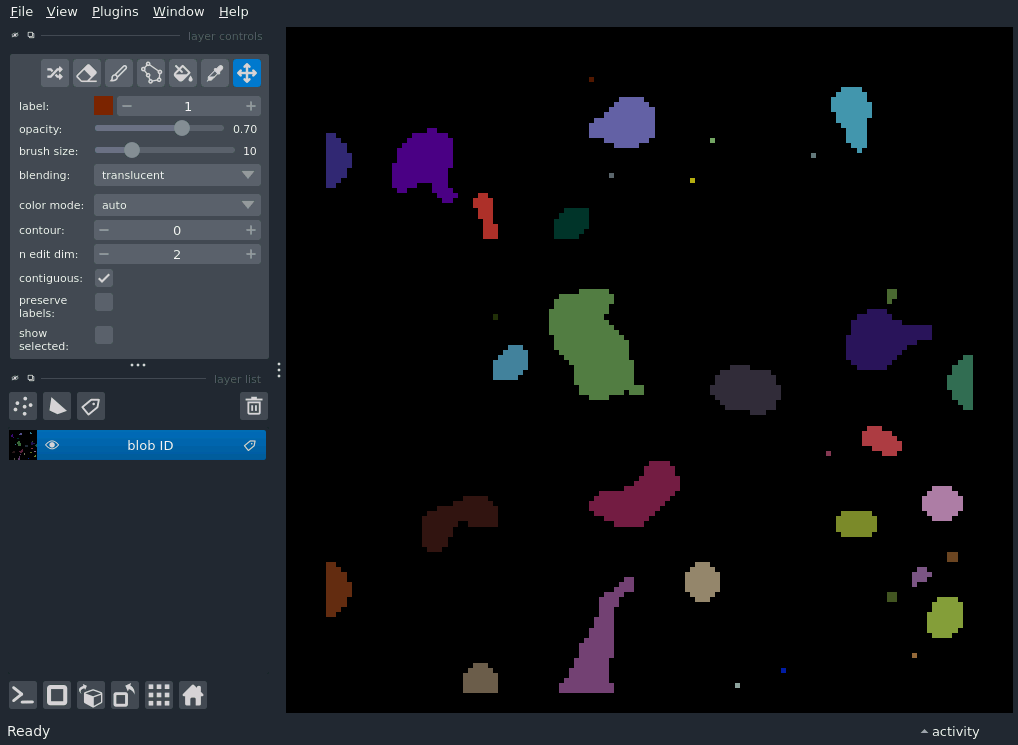 File View Plugins Window Help
layer controls
label: 1
opacity: 0.70
brush size: 10
blending: translucent
color mode: auto
contour: 0
n edit dim: 2
contiguous:
preserve
labels:
show
selected:
layer list
blob ID
Ready
activity